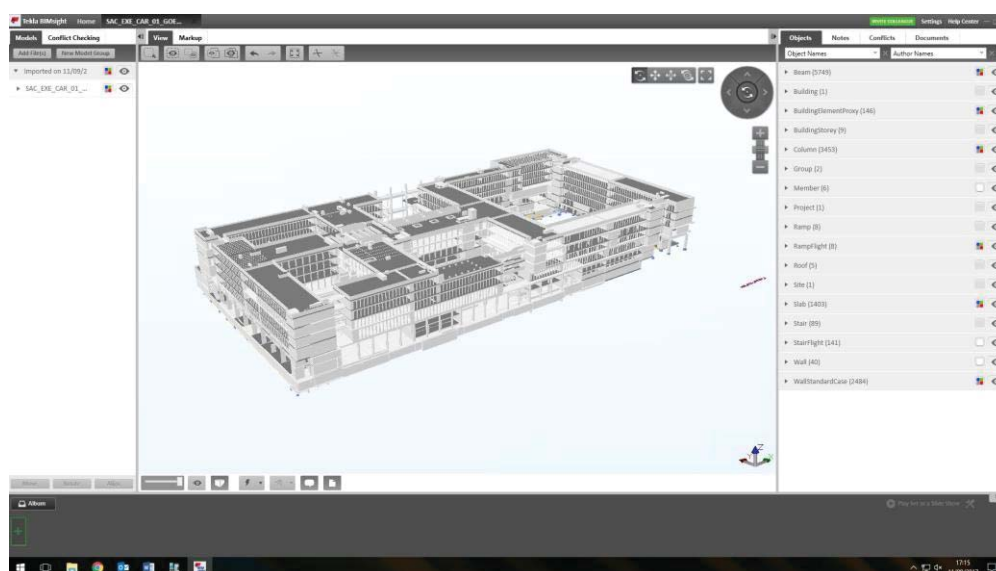 Tekla BIMsight Home SAC_EXE_CAR_01_GOE... Settings Help Center
Models Conflict Checking View Markup Objects Notes Conflicts Documents
Add File(s) New Model Group Object Names Author Names
Imported on 11/09/2
SAC_EXE_CAR_01_...
Beam (5749)
Building (1)
BuildingElementProxy (146)
BuildingStorey (9)
Column (3453)
Group (2)
Member (6)
Project (1)
Ramp (8)
RampFlight (8)
Roof (5)
Site (1)
Slab (1403)
Stair (89)
StairFlight (141)
Wall (40)
WallStandardCase (2484)
Z
Move Rotate Align
Album
17:15